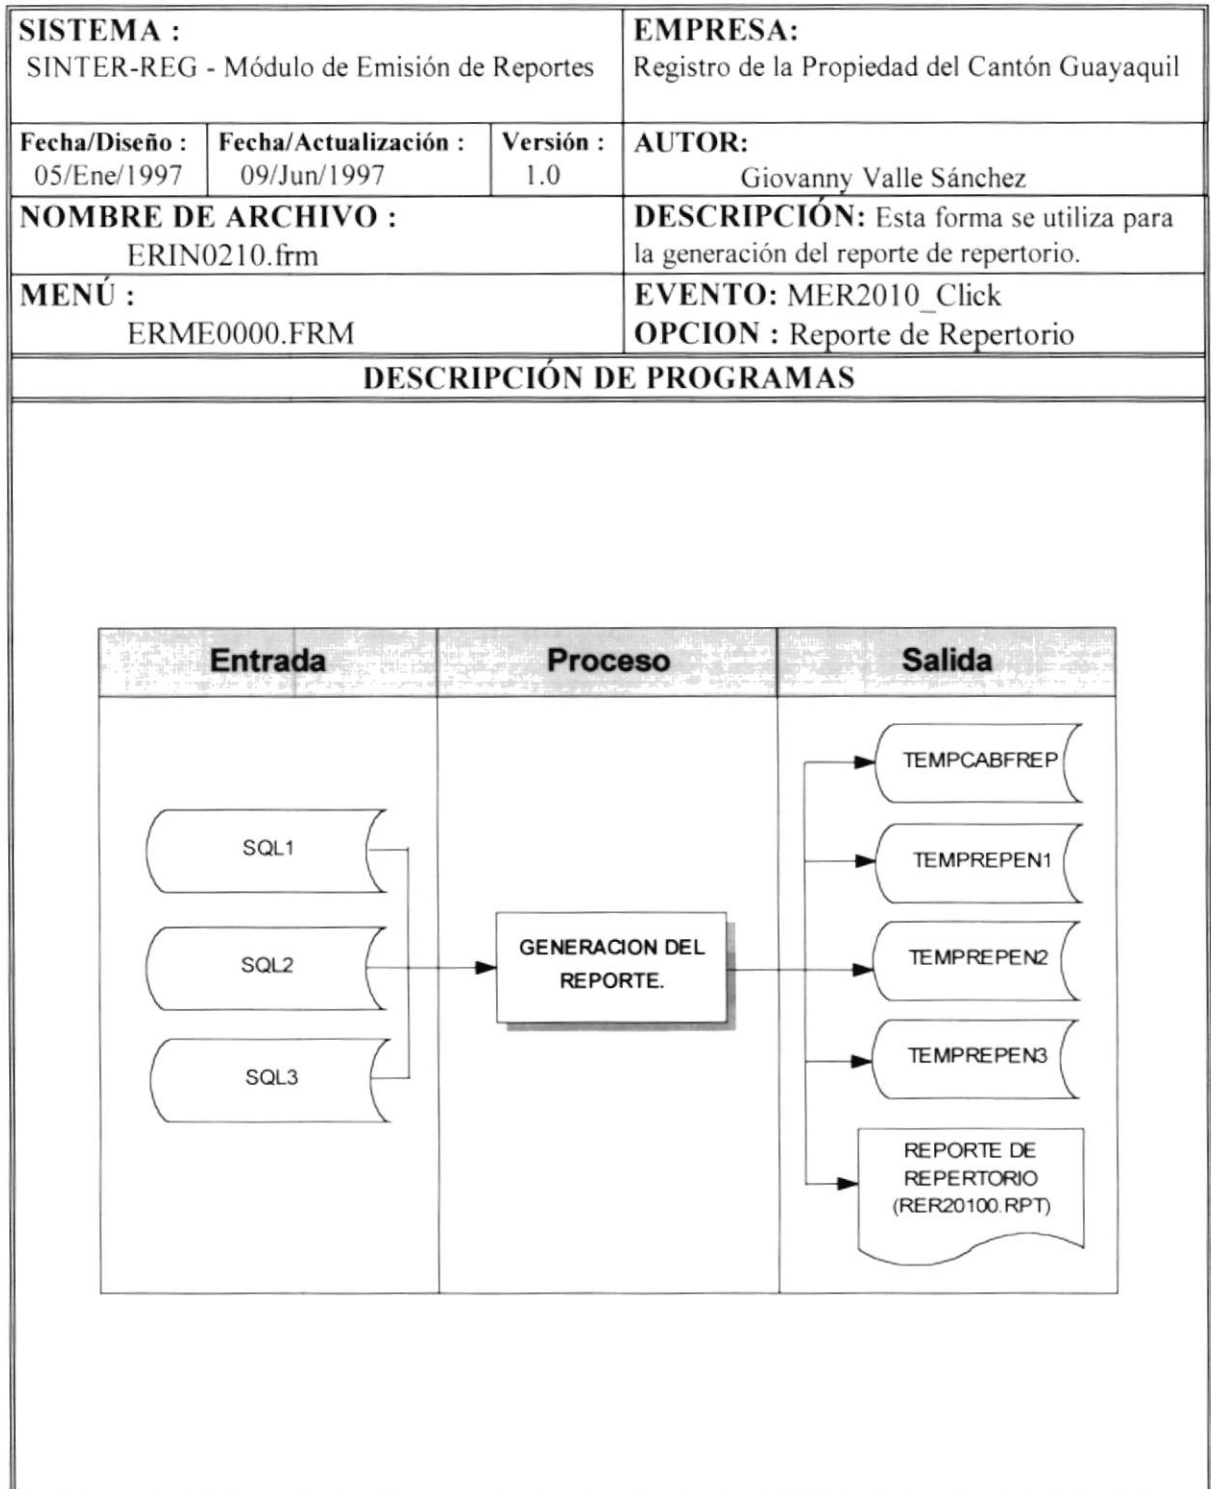 SISTEMA :
SINTER-REG - Módulo de Emisión de Reportes
EMPRESA:
Registro de la Propiedad del Cantón Guayaquil
Fecha/Diseño :
05/Ene/1997
Fecha/Actualización :
09/Jun/1997
Versión :
1.0
AUTOR:
Giovanny Valle Sánchez
NOMBRE DE ARCHIVO :
ERIN0210.frm
DESCRIPCIÓN: Esta forma se utiliza para
la generación del reporte de repertorio.
MENÚ :
ERME0000.FRM
EVENTO: MER2010_Click
OPCION : Reporte de Repertorio
DESCRIPCIÓN DE PROGRAMAS
Entrada
Proceso
Salida
SQL1
SQL2
SQL3
GENERACION DEL
REPORTE.
TEMPCABFREP
TEMPREPEN1
TEMPREPEN2
TEMPREPEN3
REPORTE DE
REPERTORIO
(RER20100.RPT)